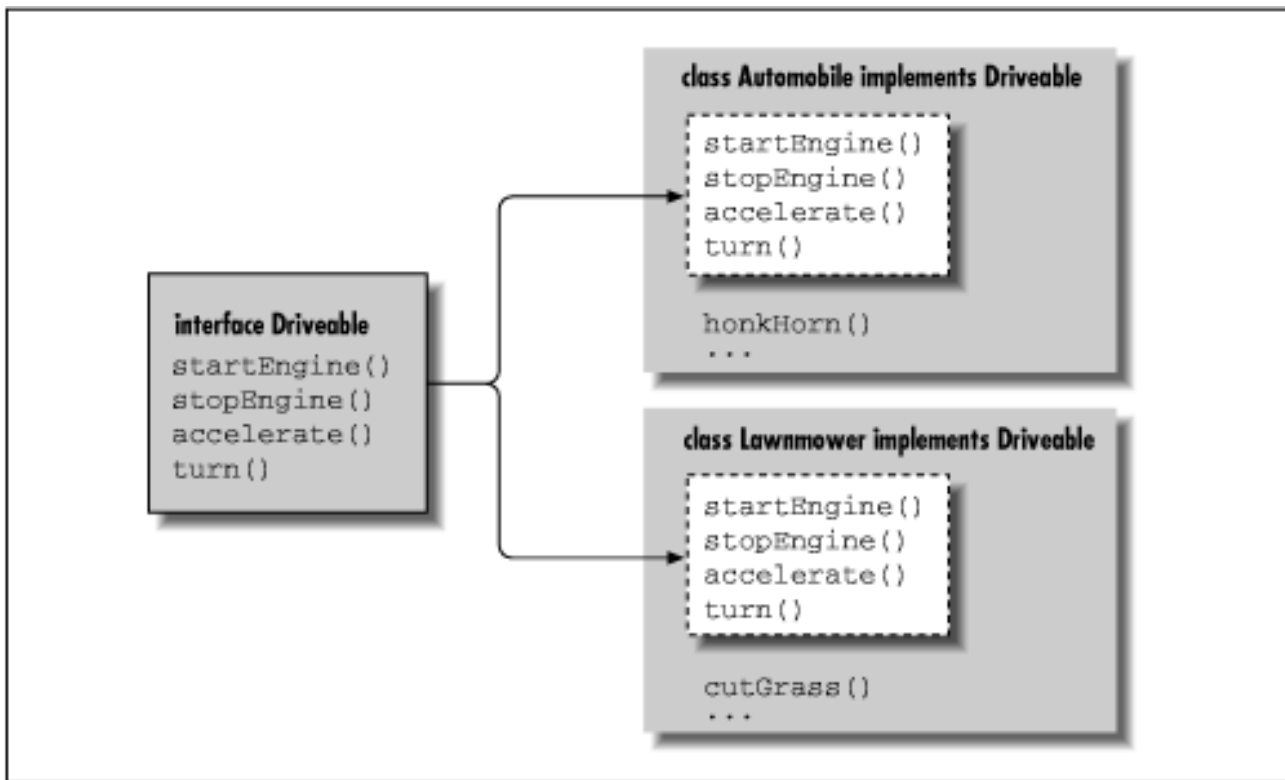 interface Driveable
startEngine()
stopEngine()
accelerate()
turn()
class Automobile implements Driveable
startEngine()
stopEngine()
accelerate()
turn()
honkHorn()
...
class Lawnmower implements Driveable
startEngine()
stopEngine()
accelerate()
turn()
cutGrass()
...